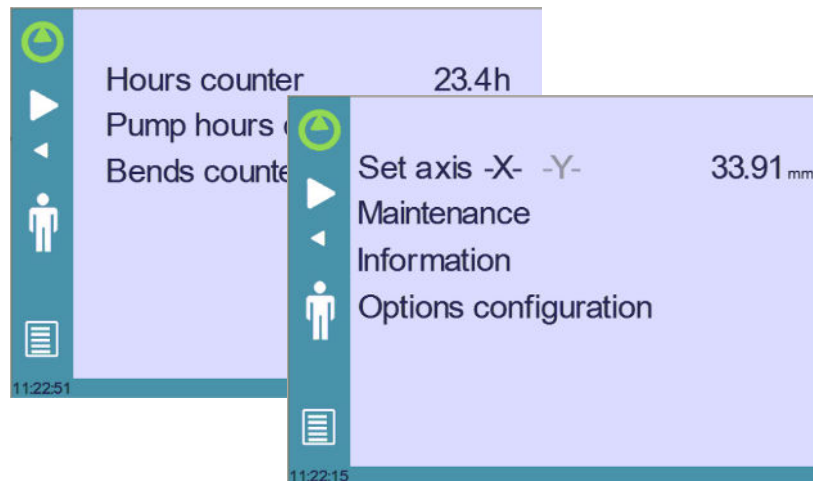 Hours counter 23.4h
Pump hours
Bends counte
11:22:51
Set axis -X- -Y- 33.91 mm
Maintenance
Information
Options configuration
11:22:15